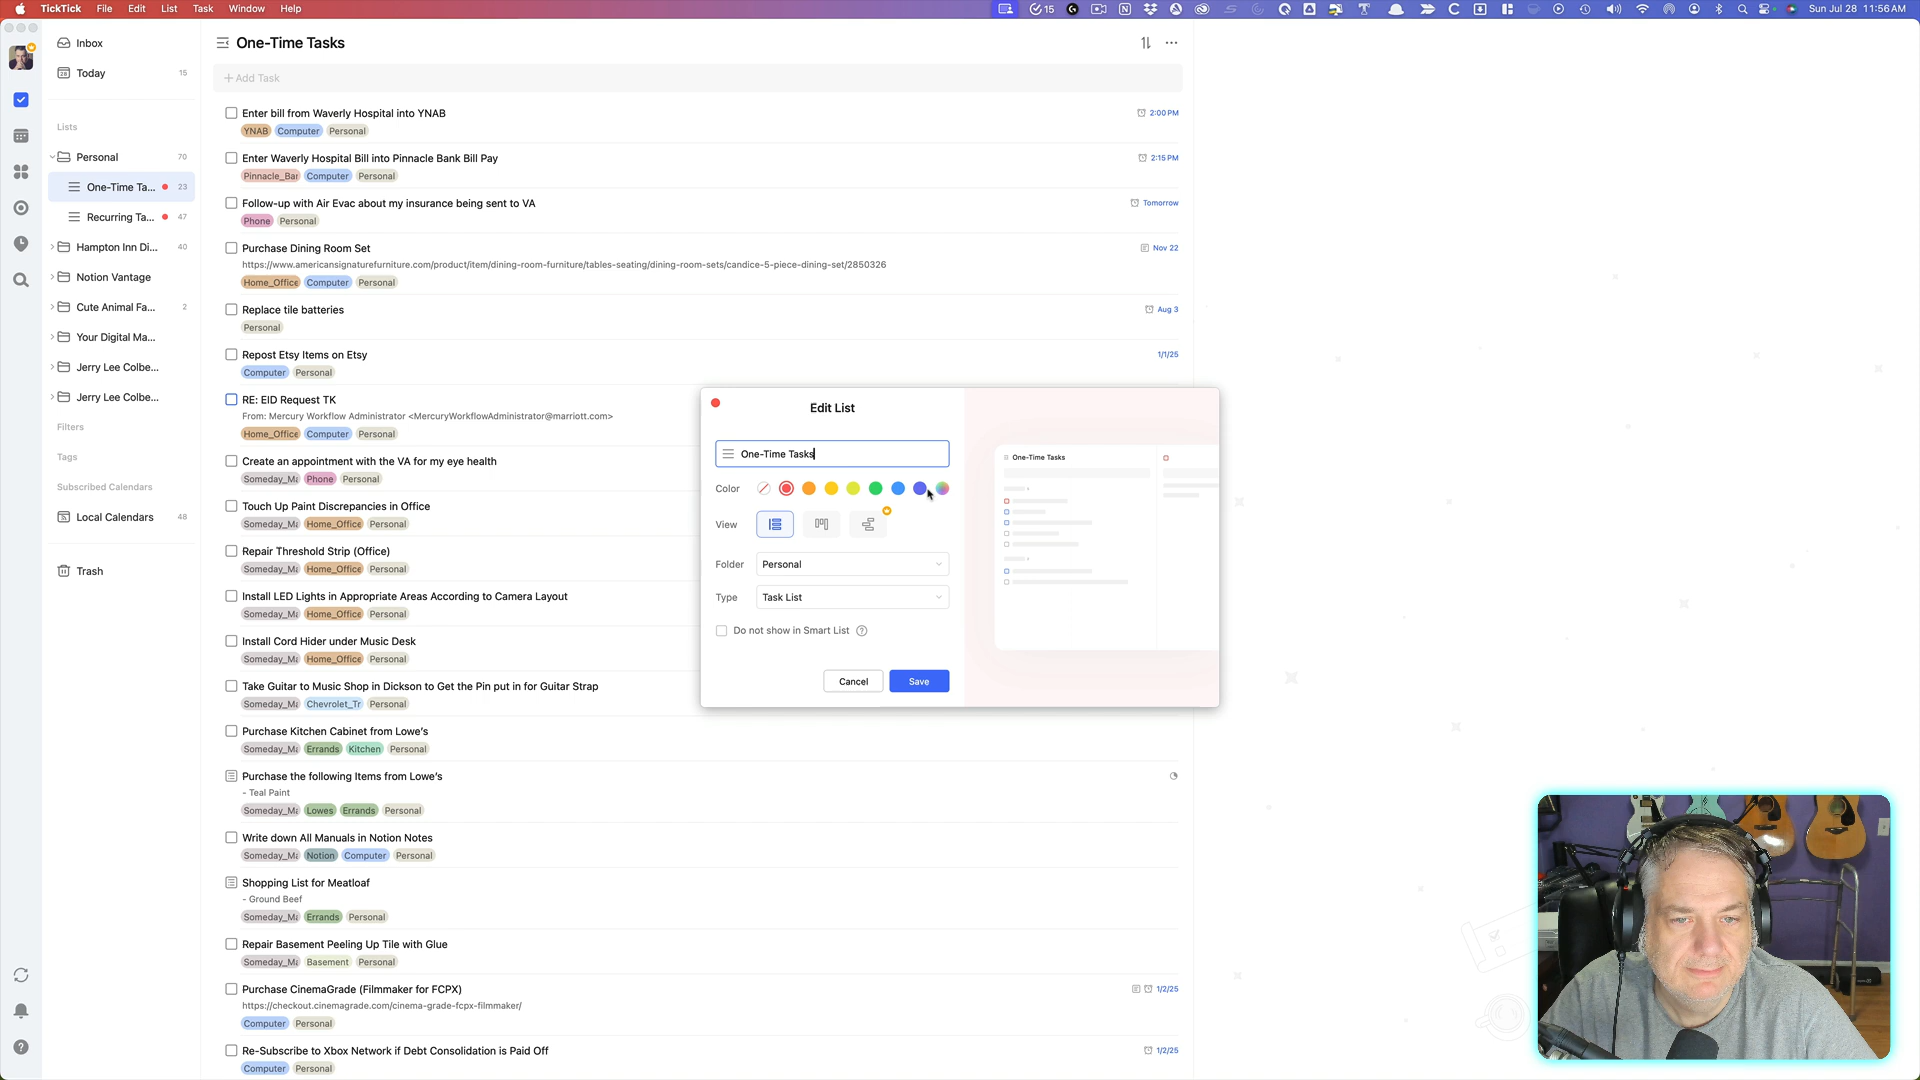 TickTick File Edit List Task Window Help
15
Sun Jul 28 11:56 AM
Inbox
Today 15
Lists
Personal 70
One-Time Ta... 23
Recurring Ta... 47
Hampton Inn Di... 40
Notion Vantage
Cute Animal Fa... 2
Your Digital Ma...
Jerry Lee Colbe...
Jerry Lee Colbe...
Filters
Tags
Subscribed Calendars
Local Calendars 48
Trash
One-Time Tasks
+ Add Task
Enter bill from Waverly Hospital into YNAB 2:00 PM
YNAB Computer Personal
Enter Waverly Hospital Bill into Pinnacle Bank Bill Pay 2:15 PM
Pinnacle_Bar Computer Personal
Follow-up with Air Evac about my insurance being sent to VA Tomorrow
Phone Personal
Purchase Dining Room Set Nov 22
https://www.americansignaturefurniture.com/product/item/dining-room-furniture/tables-seating/dining-room-sets/candice-5-piece-dining-set/2850326
Home_Office Computer Personal
Replace tile batteries Aug 3
Personal
Repost Etsy Items on Etsy 1/1/25
Computer Personal
RE: EID Request TK
From: Mercury Workflow Administrator <MercuryWorkflowAdministrator@marriott.com>
Home_Office Computer Personal
Create an appointment with the VA for my eye health
Someday_Ma Phone Personal
Touch Up Paint Discrepancies in Office
Someday_Ma Home_Office Personal
Repair Threshold Strip (Office)
Someday_Ma Home_Office Personal
Install LED Lights in Appropriate Areas According to Camera Layout
Someday_Ma Home_Office Personal
Install Cord Hider under Music Desk
Someday_Ma Home_Office Personal
Take Guitar to Music Shop in Dickson to Get the Pin put in for Guitar Strap
Someday_Ma Chevrolet_Tr Personal
Purchase Kitchen Cabinet from Lowe's
Someday_Ma Errands Kitchen Personal
Purchase the following Items from Lowe's
- Teal Paint
Someday_Ma Lowes Errands Personal
Write down All Manuals in Notion Notes
Someday_Ma Notion Computer Personal
Shopping List for Meatloaf
- Ground Beef
Someday_Ma Errands Personal
Repair Basement Peeling Up Tile with Glue
Someday_Ma Basement Personal
Purchase CinemaGrade (Filmmaker for FCPX) 1/2/25
https://checkout.cinemagrade.com/cinema-grade-fcpx-filmmaker/
Computer Personal
Re-Subscribe to Xbox Network if Debt Consolidation is Paid Off 1/2/25
Computer Personal
Edit List
One-Time Tasks
Color
View
Folder Personal
Type Task List
Do not show in Smart List ?
Cancel Save
One-Time Tasks